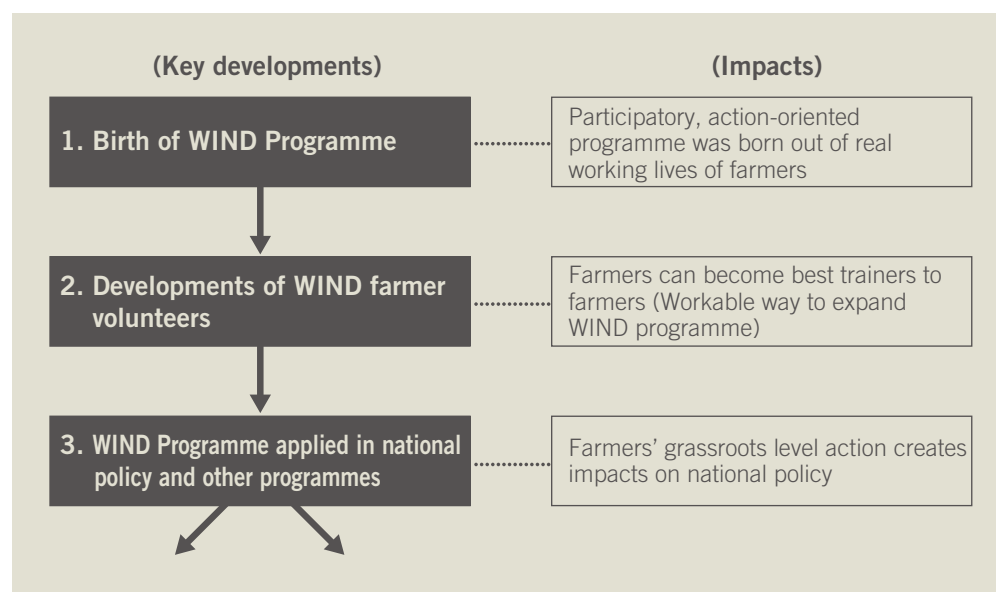 (Key developments)
(Impacts)
1. Birth of WIND Programme
Participatory, action-oriented
programme was born out of real
working lives of farmers
2. Developments of WIND farmer
volunteers
Farmers can become best trainers to
farmers (Workable way to expand
WIND programme)
3. WIND Programme applied in national
policy and other programmes
Farmers’ grassroots level action creates
impacts on national policy